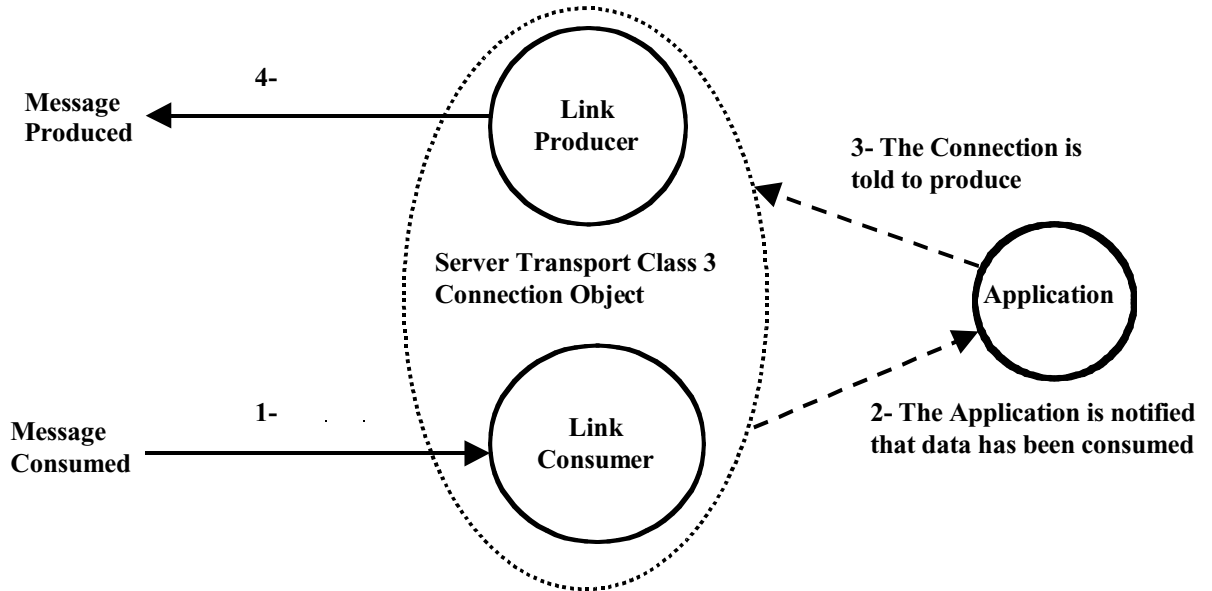 4-
Message
Produced
Link
Producer
3- The Connection is
told to produce
Server Transport Class 3
Connection Object
Application
1-
Message
Consumed
Link
Consumer
2- The Application is notified
that data has been consumed